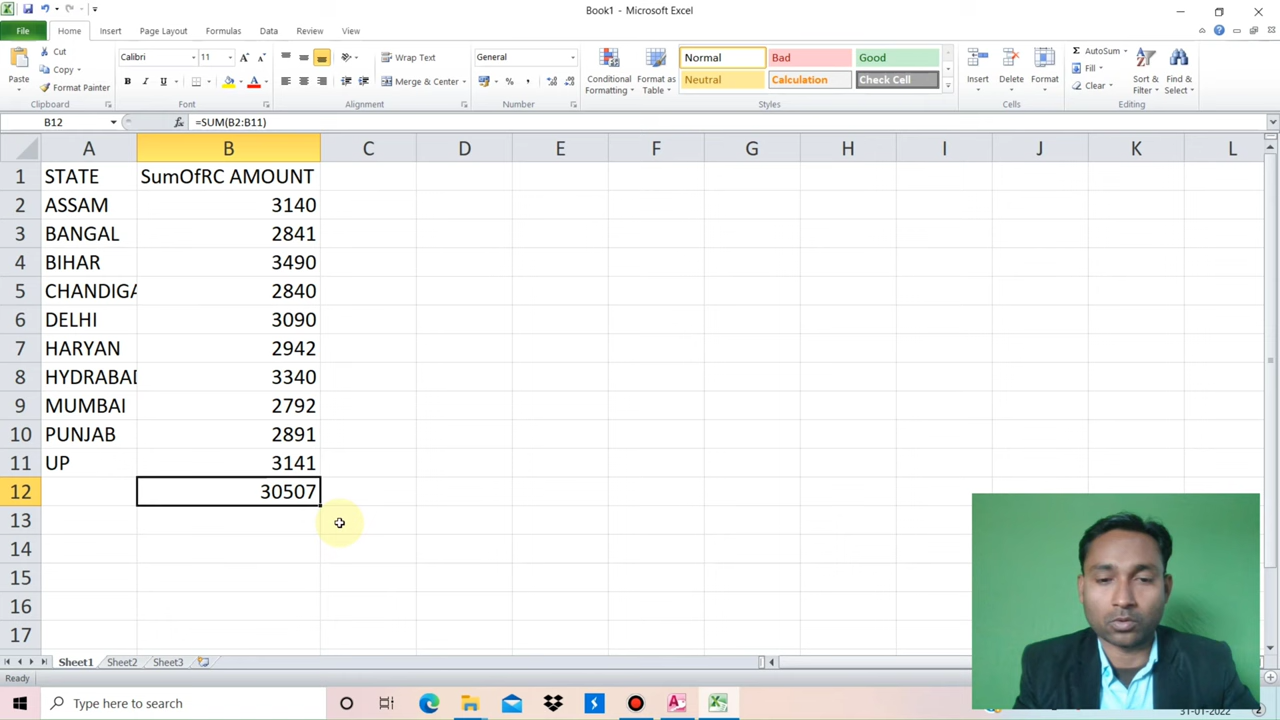 Book1 - Microsoft Excel
File Home Insert Page Layout Formulas Data Review View
Paste
Cut
Copy
Format Painter
Clipboard
Calibri 11
B I U
Font
Wrap Text
Merge & Center
Alignment
General
% ,
Number
Conditional Formatting
Format as Table
Normal Bad Good
Neutral Calculation Check Cell
Styles
Insert Delete Format
Cells
AutoSum
Fill
Clear
Sort & Filter
Find & Select
Editing
B12 fx =SUM(B2:B11)
A B C D E F G H I J K L
1 STATE SumOfRC AMOUNT
2 ASSAM 3140
3 BANGAL 2841
4 BIHAR 3490
5 CHANDIGA 2840
6 DELHI 3090
7 HARYAN 2942
8 HYDRABAD 3340
9 MUMBAI 2792
10 PUNJAB 2891
11 UP 3141
12 30507
13
14
15
16
17
Sheet1 Sheet2 Sheet3
Ready
Type here to search
31-01-2022